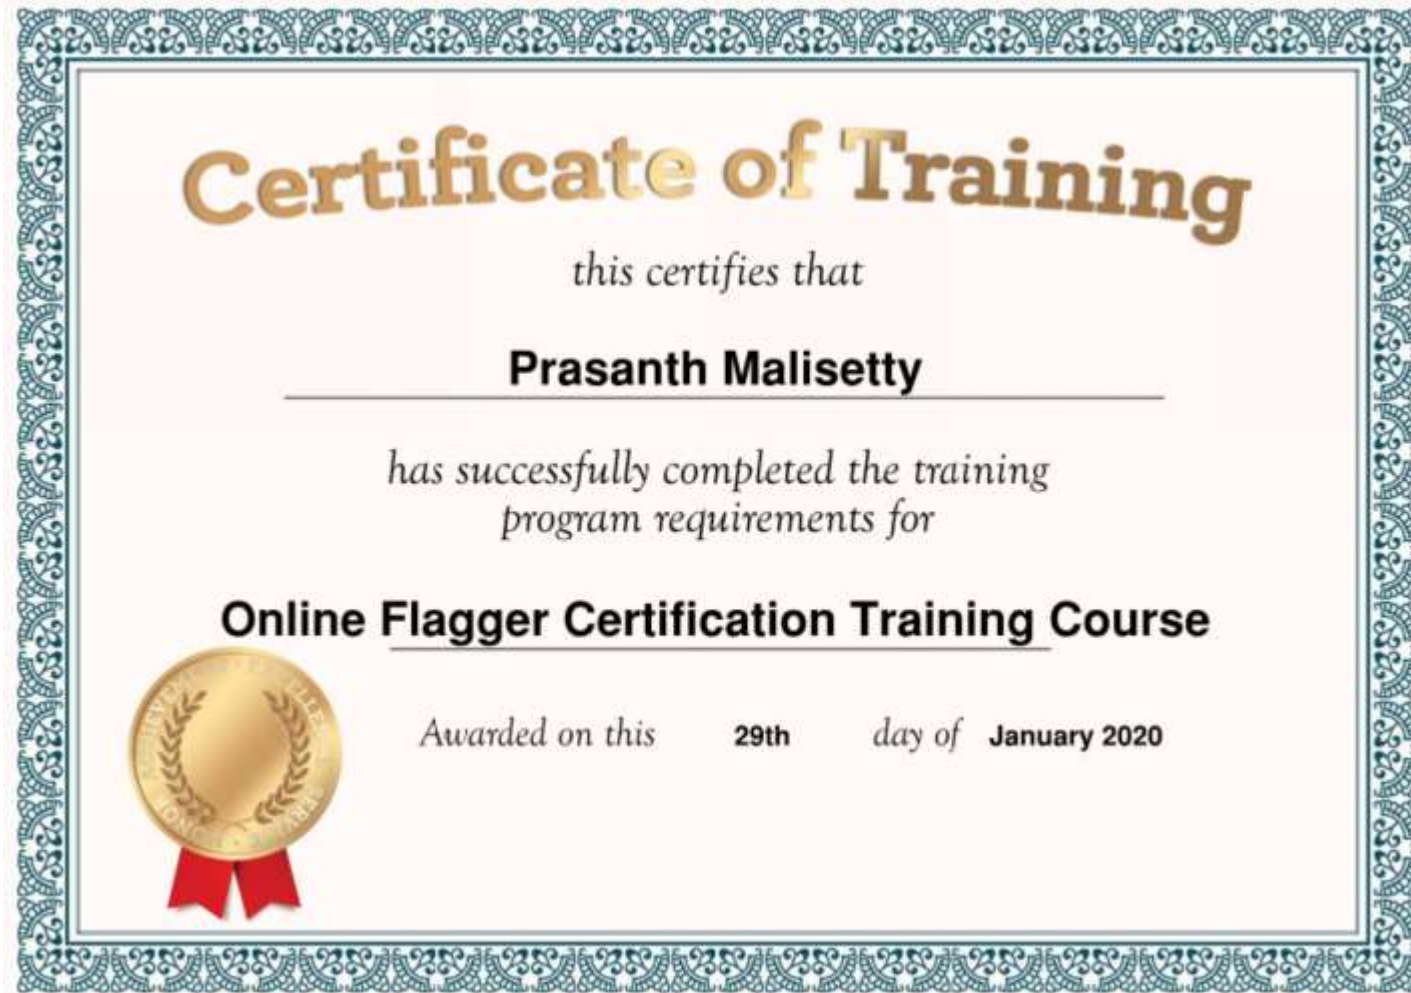 Certificate of Training
this certifies that
Prasanth Malisetty
has successfully completed the training
program requirements for
Online Flagger Certification Training Course
Awarded on this 29th day of January 2020